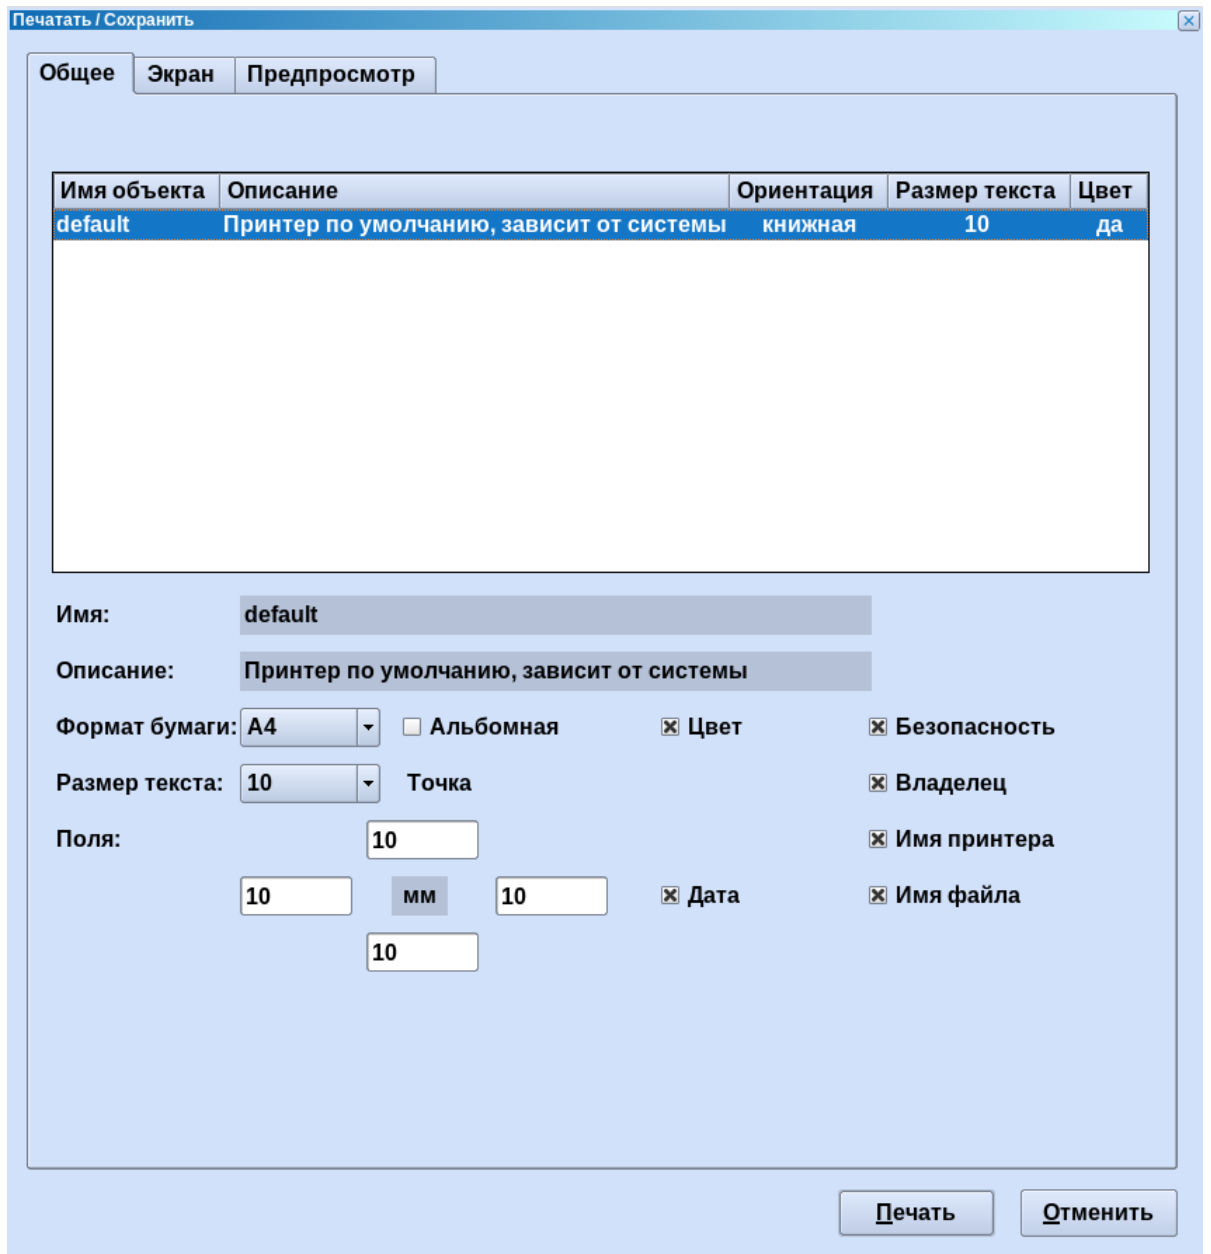 Печатать / Сохранить
Общее Экран Предпросмотр
Имя объекта Описание Ориентация Размер текста Цвет
default Принтер по умолчанию, зависит от системы книжная 10 да
Имя: default
Описание: Принтер по умолчанию, зависит от системы
Формат бумаги: A4 Альбомная Цвет Безопасность
Размер текста: 10 Точка Владелец
Поля: 10 Имя принтера
10 мм 10 Дата Имя файла
10
Печать Отменить